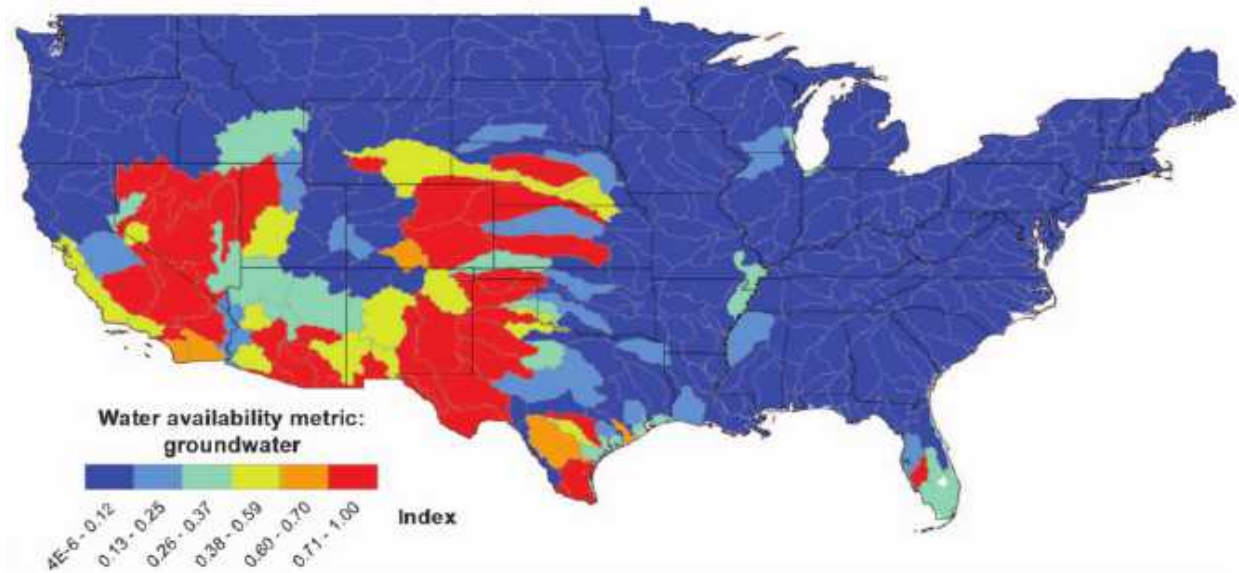 Water availability metric:
groundwater
Index
4E-6 - 0.12
0.13 - 0.25
0.26 - 0.37
0.38 - 0.59
0.60 - 0.70
0.71 - 1.00